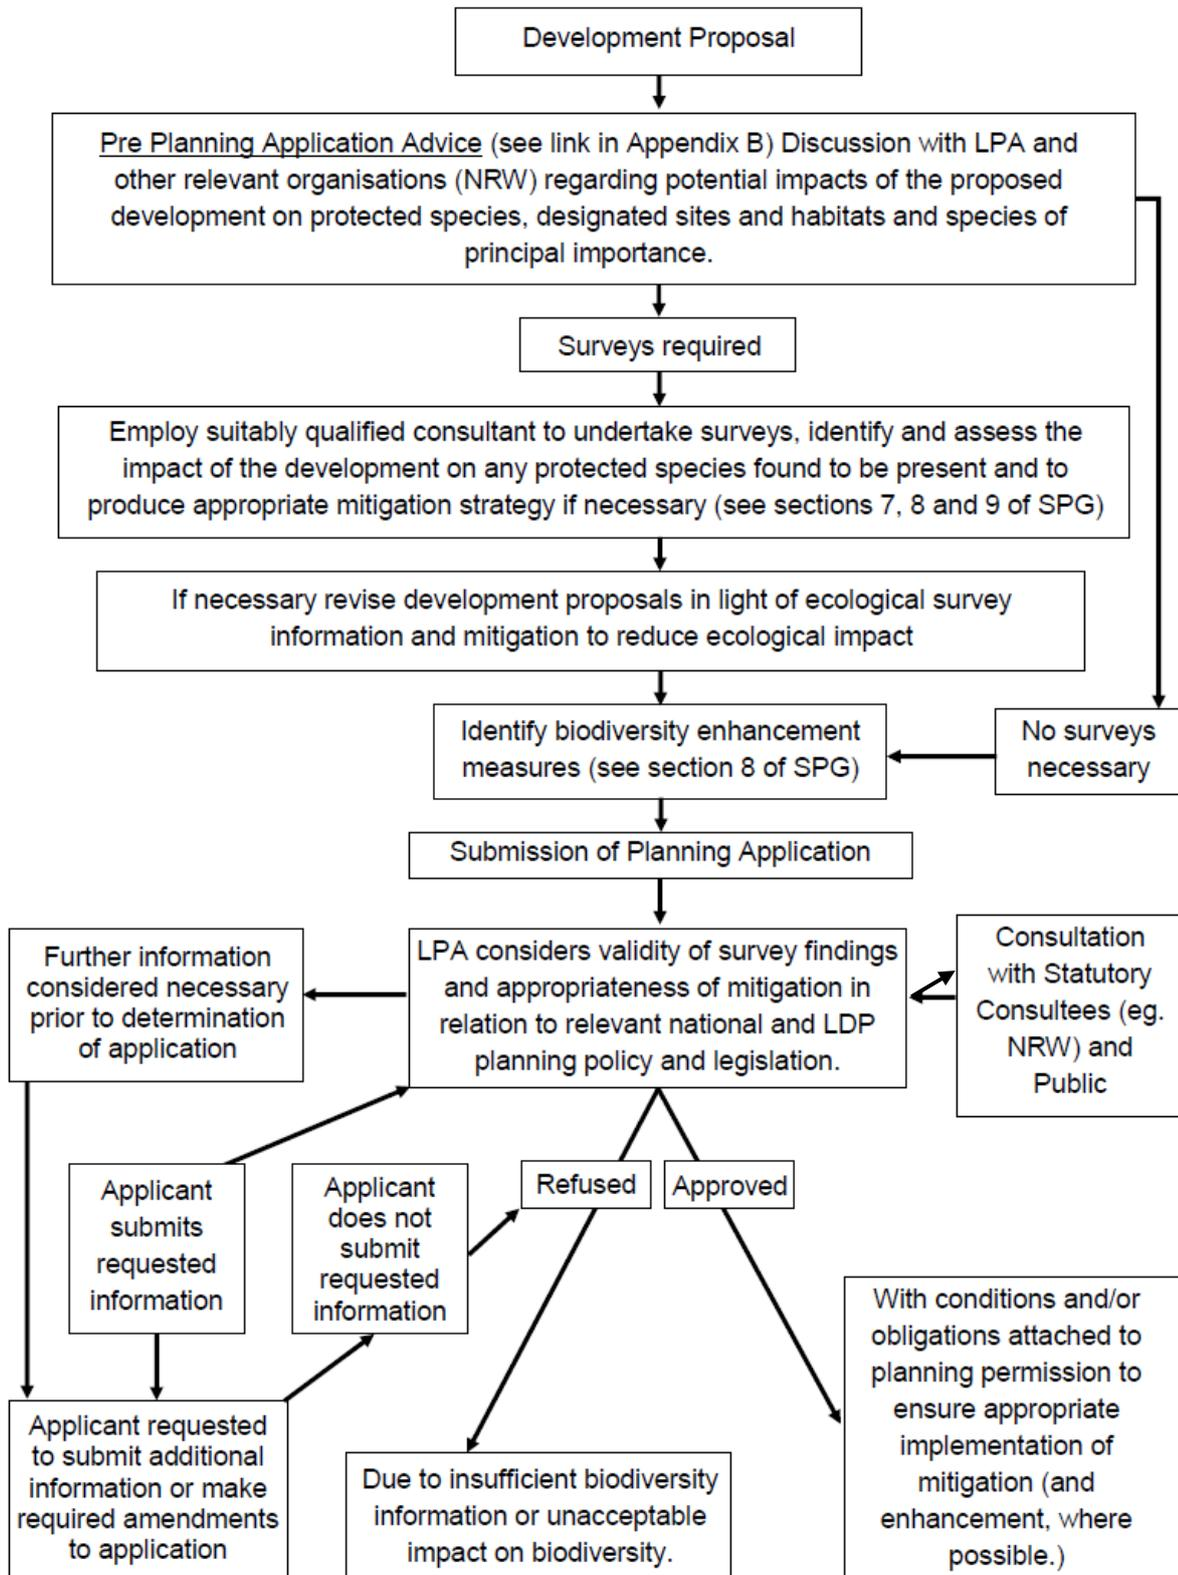 Development Proposal
Pre Planning Application Advice (see link in Appendix B) Discussion with LPA and
other relevant organisations (NRW) regarding potential impacts of the proposed
development on protected species, designated sites and habitats and species of
principal importance.
Surveys required
Employ suitably qualified consultant to undertake surveys, identify and assess the
impact of the development on any protected species found to be present and to
produce appropriate mitigation strategy if necessary (see sections 7, 8 and 9 of SPG)
If necessary revise development proposals in light of ecological survey
information and mitigation to reduce ecological impact
Identify biodiversity enhancement
measures (see section 8 of SPG)
No surveys
necessary
Submission of Planning Application
Further information
considered necessary
prior to determination
of application
LPA considers validity of survey findings
and appropriateness of mitigation in
relation to relevant national and LDP
planning policy and legislation.
Consultation
with Statutory
Consultees (eg.
NRW) and
Public
Applicant
submits
requested
information
Applicant
does not
submit
requested
information
Refused
Approved
Applicant requested
to submit additional
information or make
required amendments
to application
Due to insufficient biodiversity
information or unacceptable
impact on biodiversity.
With conditions and/or
obligations attached to
planning permission to
ensure appropriate
implementation of
mitigation (and
enhancement, where
possible.)